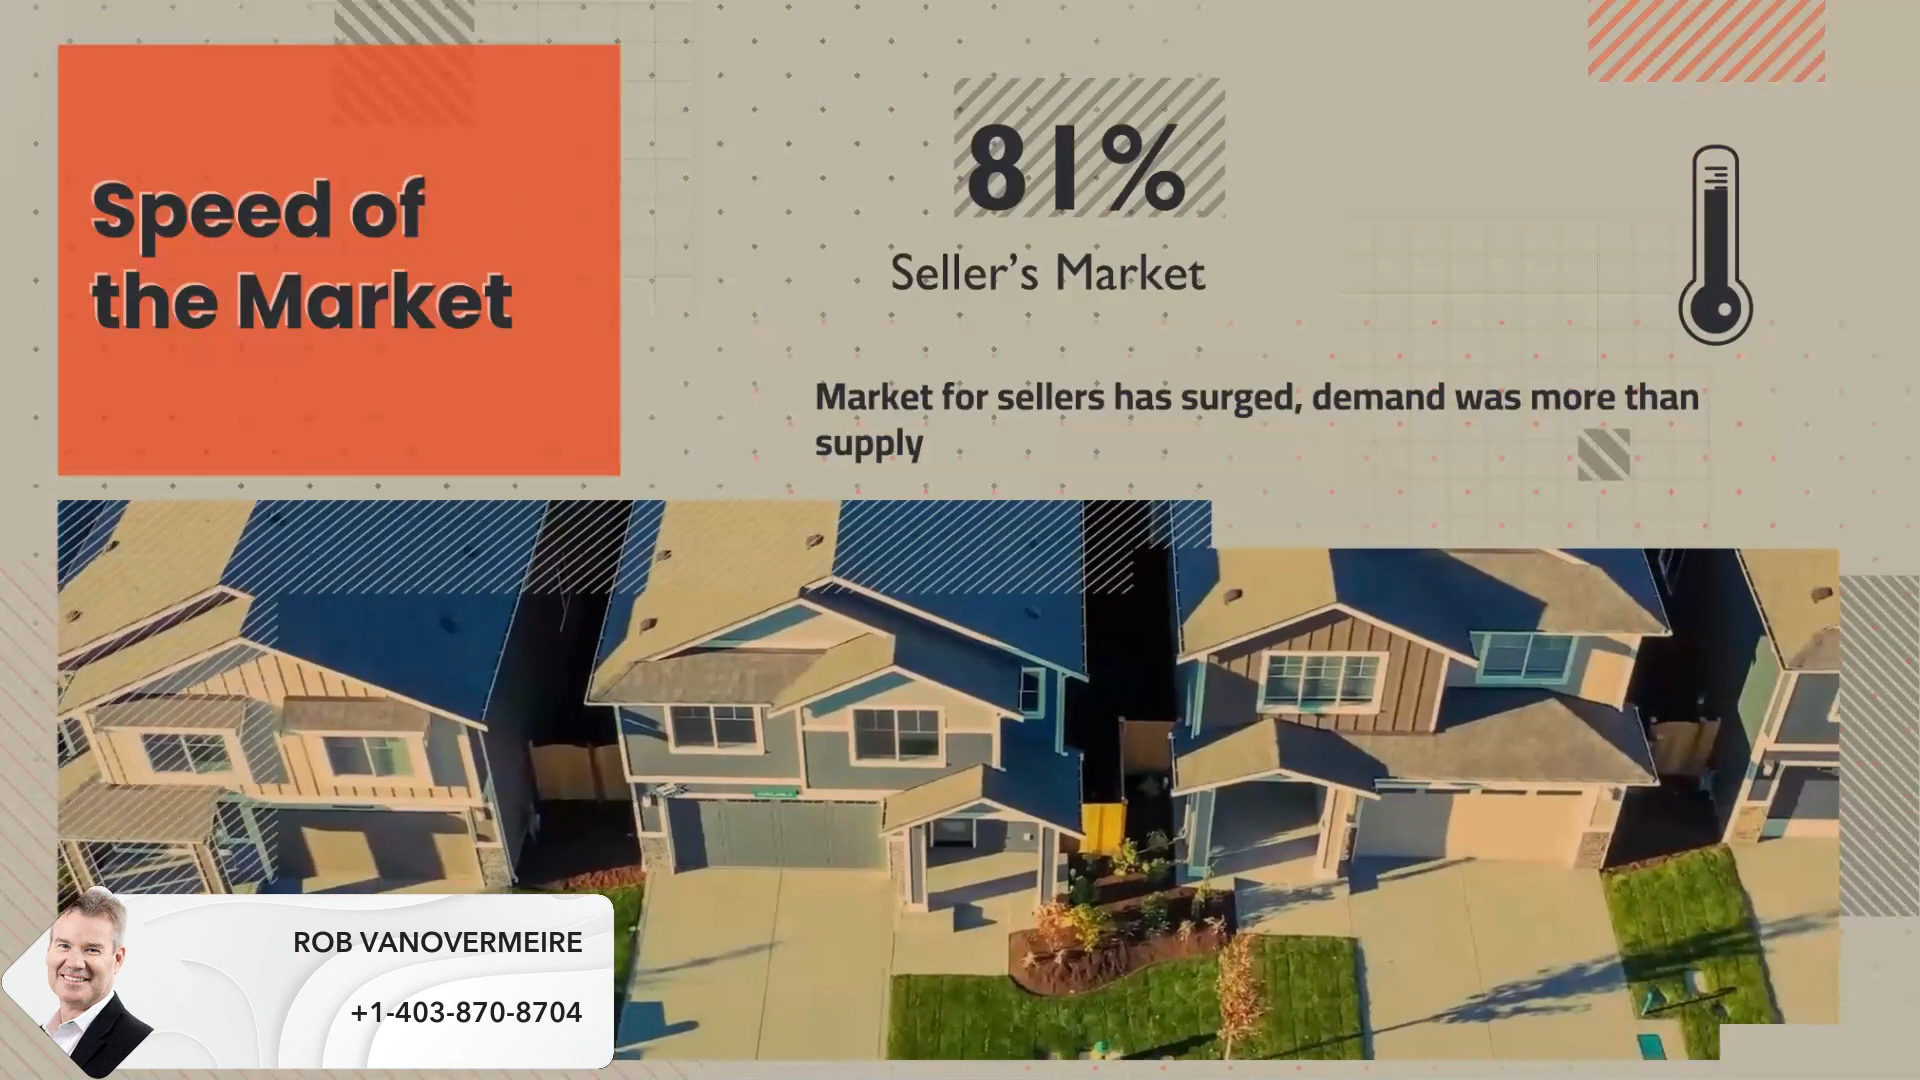 Speed of
the Market
81%
Seller’s Market
Market for sellers has surged, demand was more than
supply
ROB VANOVERMEIRE
+1-403-870-8704